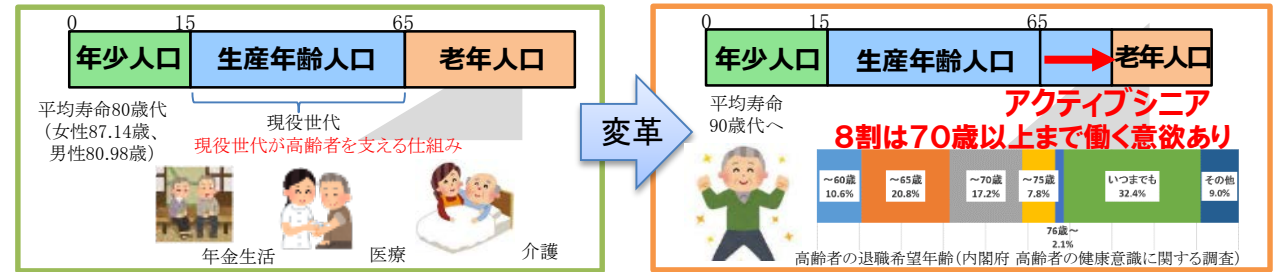 0 15 65
年少人口 生産年齢人口 老年人口
平均寿命80歳代
（女性87.14歳、
男性80.98歳）
現役世代
現役世代が高齢者を支える仕組み
年金生活
医療
介護
変革
0 15 65
年少人口 生産年齢人口 老年人口
平均寿命
90歳代へ
アクティブシニア
８割は７０歳以上まで働く意欲あり
～60歳
10.6%
～65歳
20.8%
～70歳
17.2%
～75歳
7.8%
いつまでも
32.4%
その他
9.0%
76歳～
2.1%
高齢者の退職希望年齢（内閣府 高齢者の健康意識に関する調査）